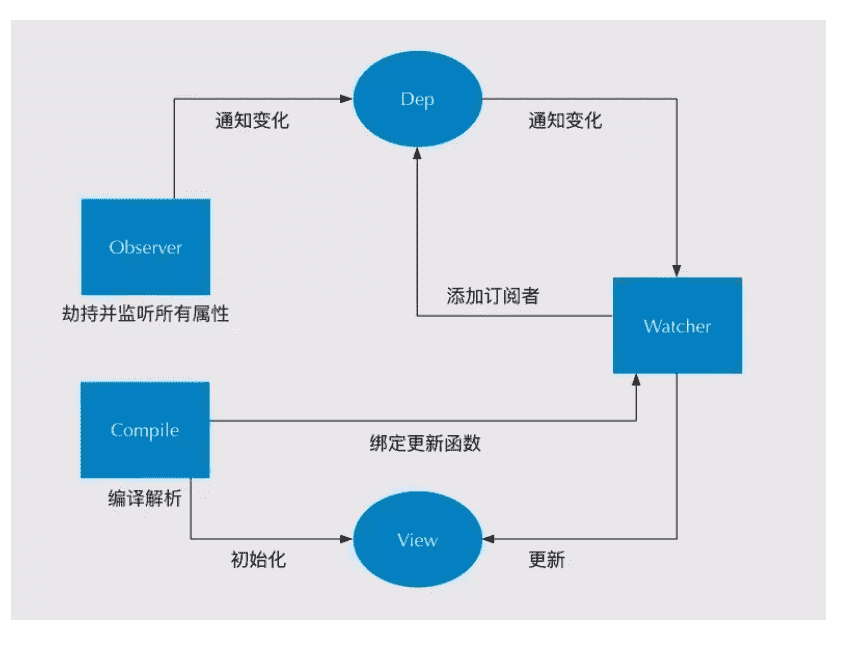 Dep
通知变化
通知变化
Observer
劫持并监听所有属性
添加订阅者
Watcher
Compile
绑定更新函数
编译解析
View
初始化
更新